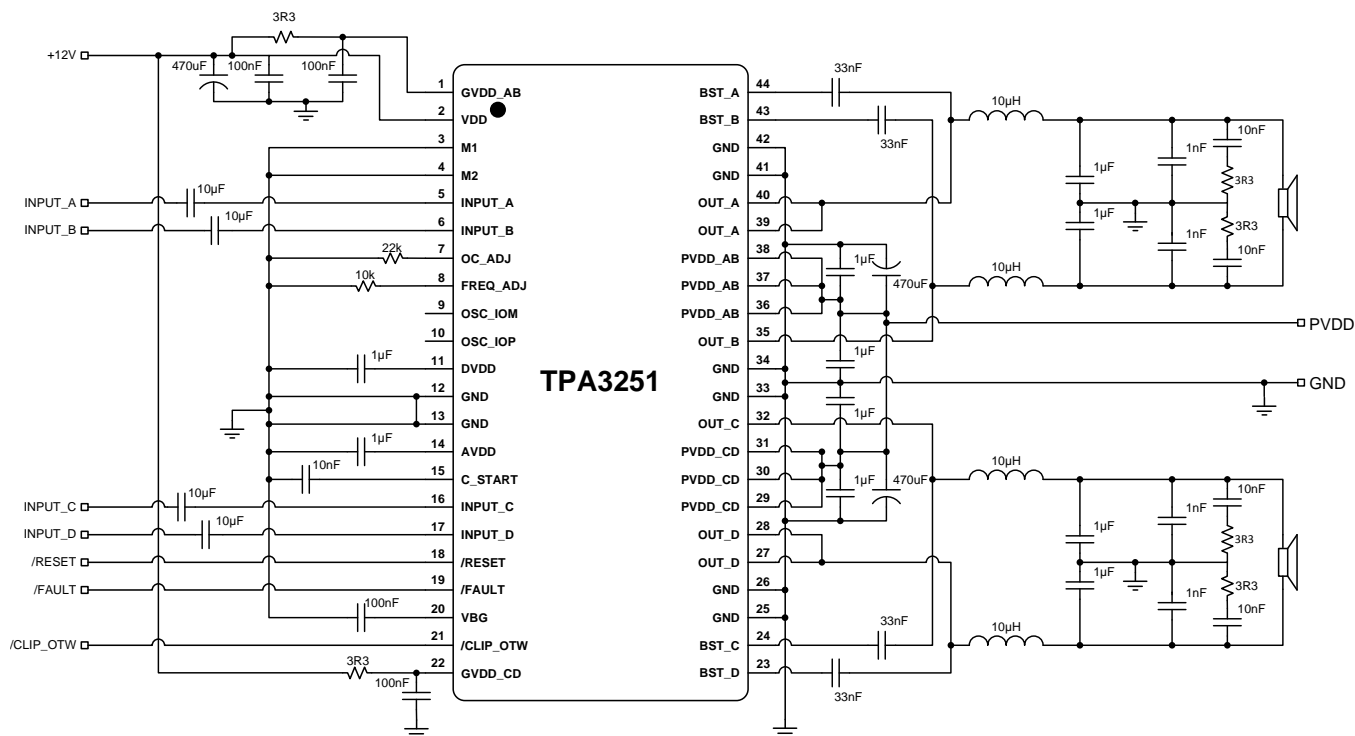 3R3
+12V
470uF
100nF
100nF
1
GVDD_AB
2
VDD
3
M1
4
M2
INPUT_A
10µF
5
INPUT_A
INPUT_B
10µF
6
INPUT_B
22k
7
OC_ADJ
10k
8
FREQ_ADJ
9
OSC_IOM
10
OSC_IOP
1µF
11
DVDD
12
GND
13
GND
1µF
14
AVDD
10nF
15
C_START
INPUT_C
10µF
16
INPUT_C
INPUT_D
10µF
17
INPUT_D
/RESET
18
/RESET
/FAULT
19
/FAULT
100nF
20
VBG
/CLIP_OTW
21
/CLIP_OTW
3R3
22
GVDD_CD
100nF
TPA3251
BST_A
44
33nF
BST_B
43
33nF
GND
42
GND
41
OUT_A
40
OUT_A
39
PVDD_AB
38
PVDD_AB
37
PVDD_AB
36
OUT_B
35
GND
34
GND
33
OUT_C
32
PVDD_CD
31
PVDD_CD
30
PVDD_CD
29
OUT_D
28
OUT_D
27
GND
26
GND
25
BST_C
24
33nF
BST_D
23
33nF
1µF
470uF
1µF
1µF
1µF
470uF
10µH
10nF
1nF
1µF
3R3
1µF
3R3
1nF
10nF
10µH
PVDD
GND
10µH
10nF
1nF
1µF
3R3
1µF
3R3
1nF
10nF
10µH